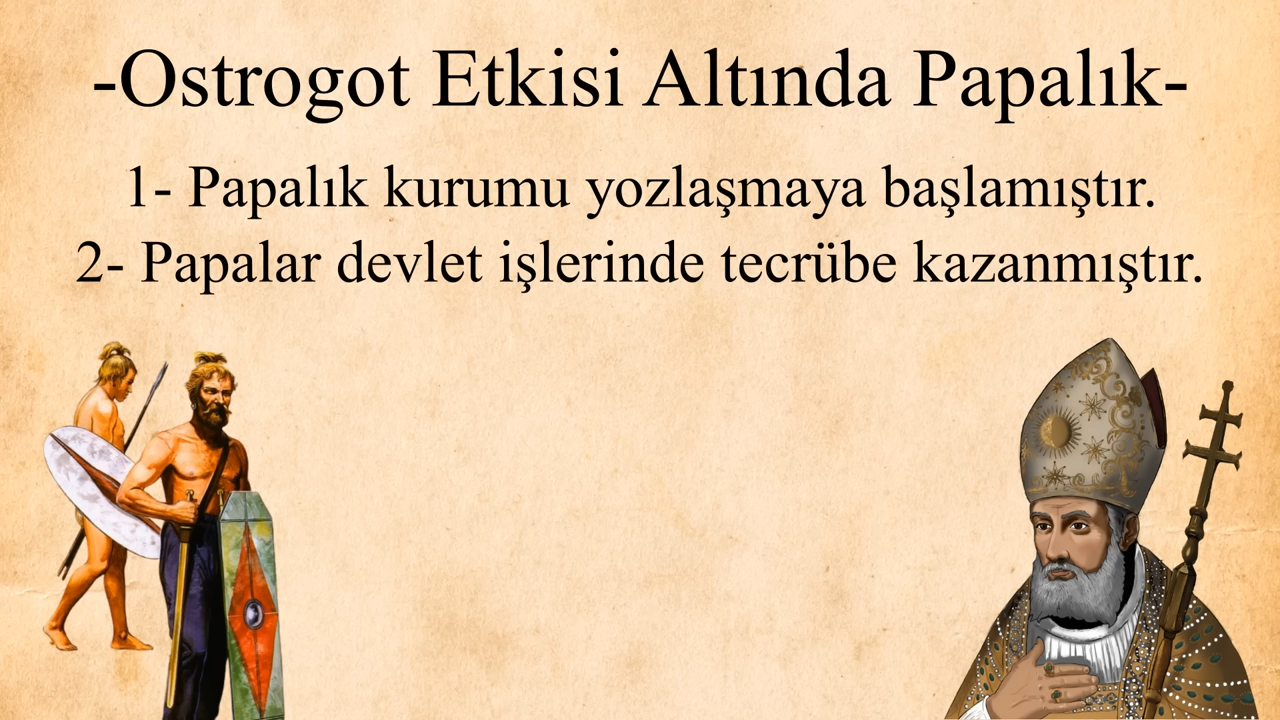 -Ostrogot Etkisi Altında Papalık-
1- Papalık kurumu yozlaşmaya başlamıştır.
2- Papalar devlet işlerinde tecrübe kazanmıştır.